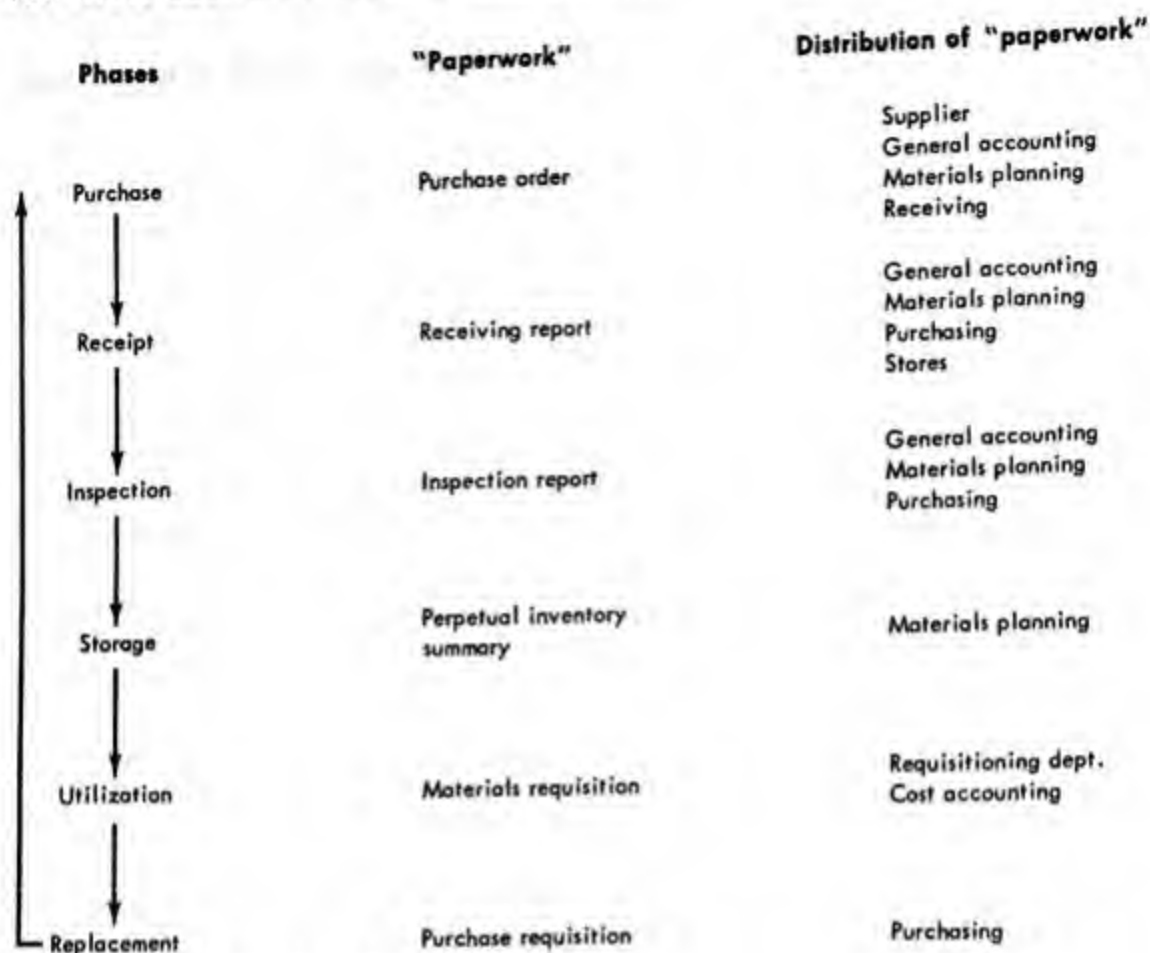 Phases
"Paperwork"
Distribution of "paperwork"
Purchase
Purchase order
Supplier
General accounting
Materials planning
Receiving
Receipt
Receiving report
General accounting
Materials planning
Purchasing
Stores
Inspection
Inspection report
General accounting
Materials planning
Purchasing
Storage
Perpetual inventory
summary
Materials planning
Utilization
Materials requisition
Requisitioning dept.
Cost accounting
Replacement
Purchase requisition
Purchasing